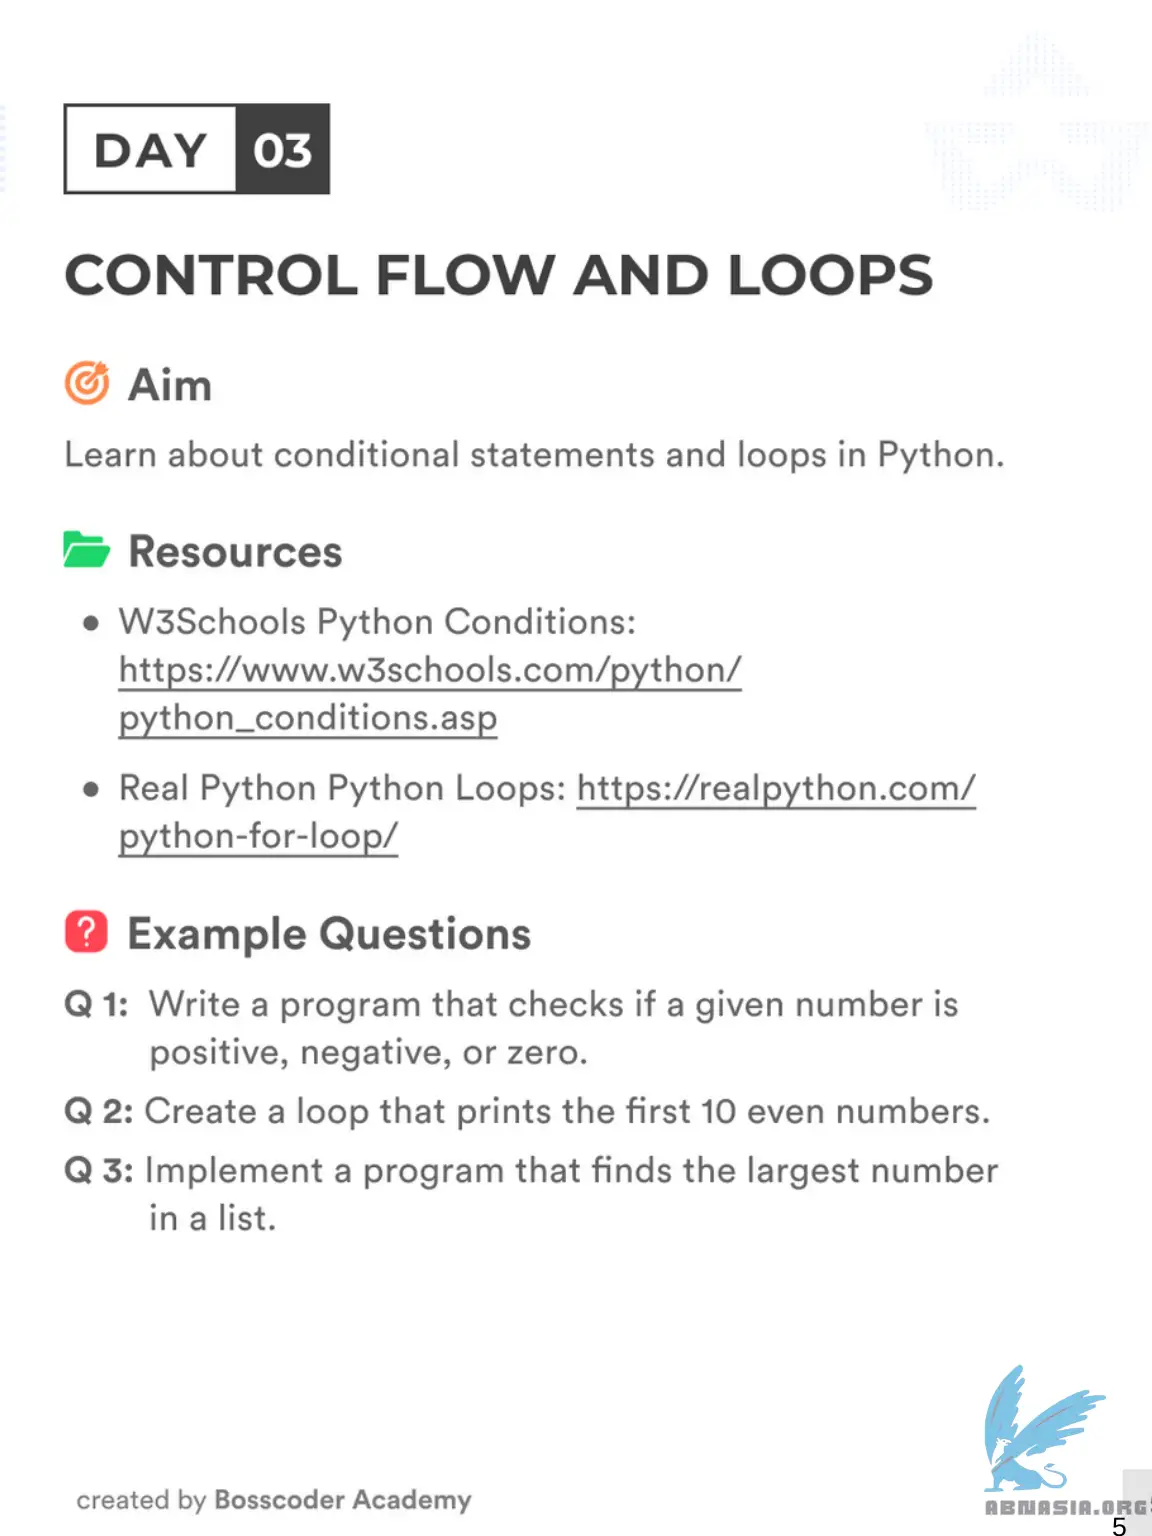 DAY 03
CONTROL FLOW AND LOOPS
Aim
Learn about conditional statements and loops in Python.
Resources
• W3Schools Python Conditions:
https://www.w3schools.com/python/
python_conditions.asp
• Real Python Python Loops: https://realpython.com/
python-for-loop/
? Example Questions
Q 1: Write a program that checks if a given number is
positive, negative, or zero.
Q 2: Create a loop that prints the first 10 even numbers.
Q 3: Implement a program that finds the largest number
in a list.
created by Bosscoder Academy
ABNASIA.ORG
5